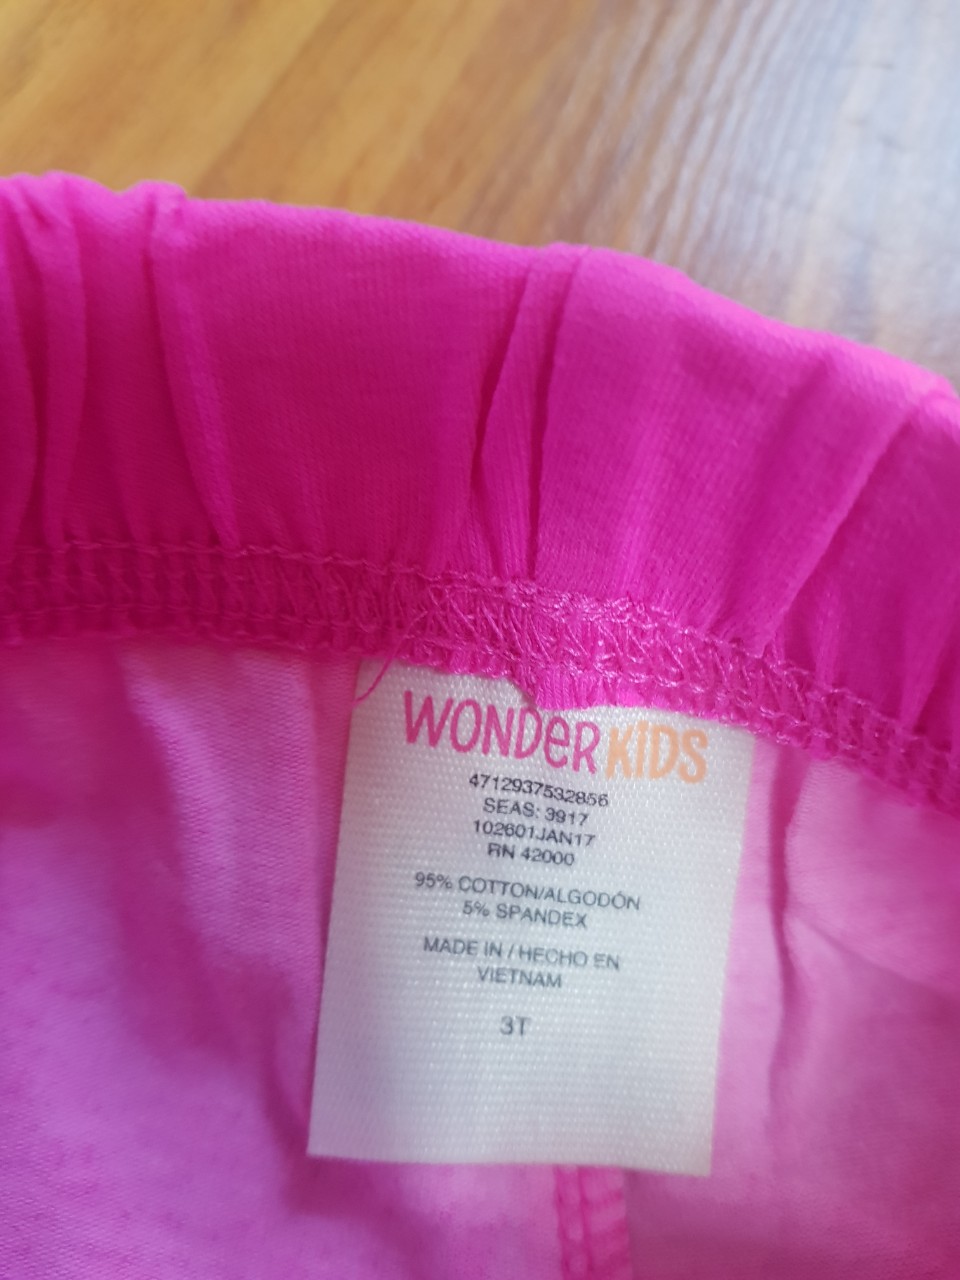 WONDER KIDS
4712937532856
SEAS: 3917
102601JAN17
RN 42000
95% COTTON/ALGODÓN
5% SPANDEX
MADE IN / HECHO EN
VIETNAM
3T